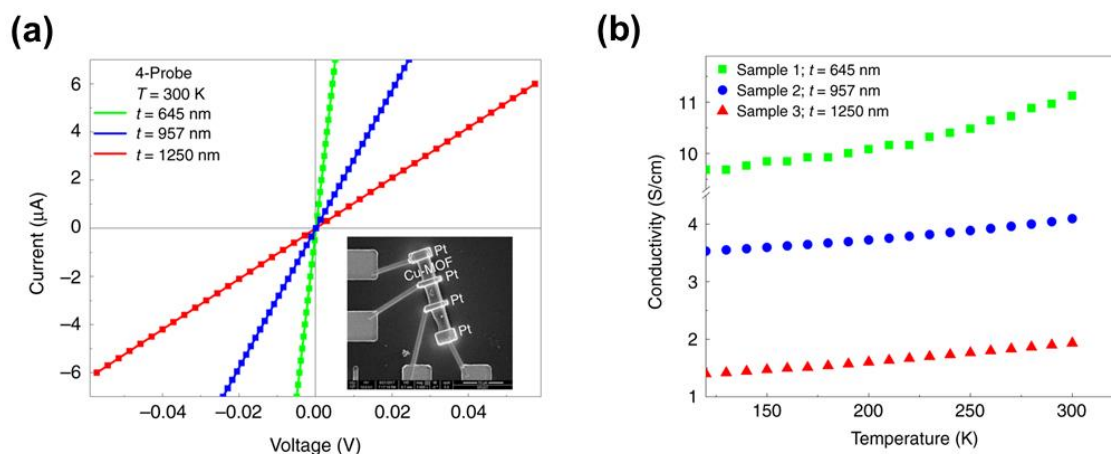 (a)
4-Probe
T = 300 K
t = 645 nm
t = 957 nm
t = 1250 nm
6
4
2
0
−2
−4
−6
Current (μA)
−0.04
−0.02
0.00
0.02
0.04
Voltage (V)
Pt
Cu-MOF
Pt
Pt
Pt
(b)
Sample 1; t = 645 nm
Sample 2; t = 957 nm
Sample 3; t = 1250 nm
11
10
4
3
2
1
Conductivity (S/cm)
150
200
250
300
Temperature (K)